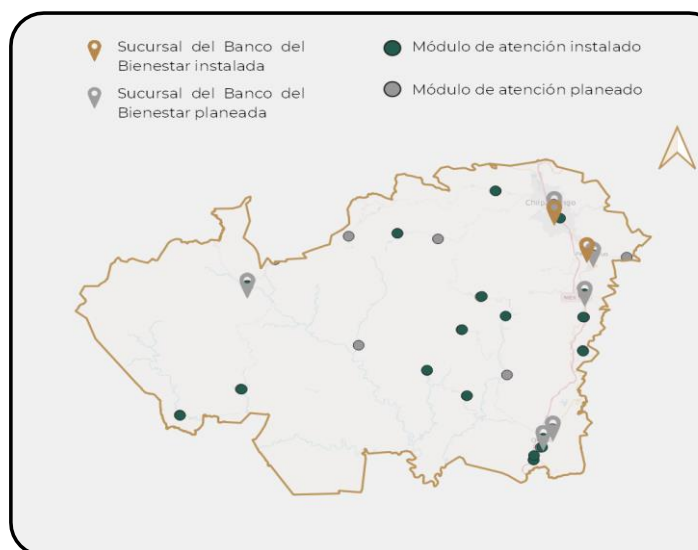 Sucursal del Banco del
Bienestar instalada
Sucursal del Banco del
Bienestar planeada
Módulo de atención instalado
Módulo de atención planeado